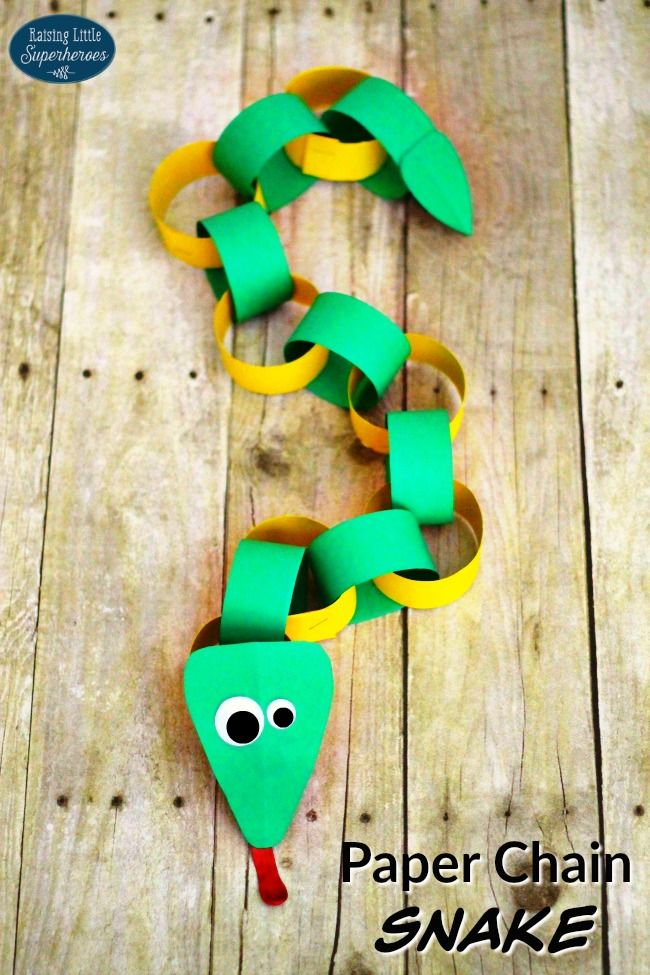 Raising Little
Superheroes
Paper Chain
SNAKE